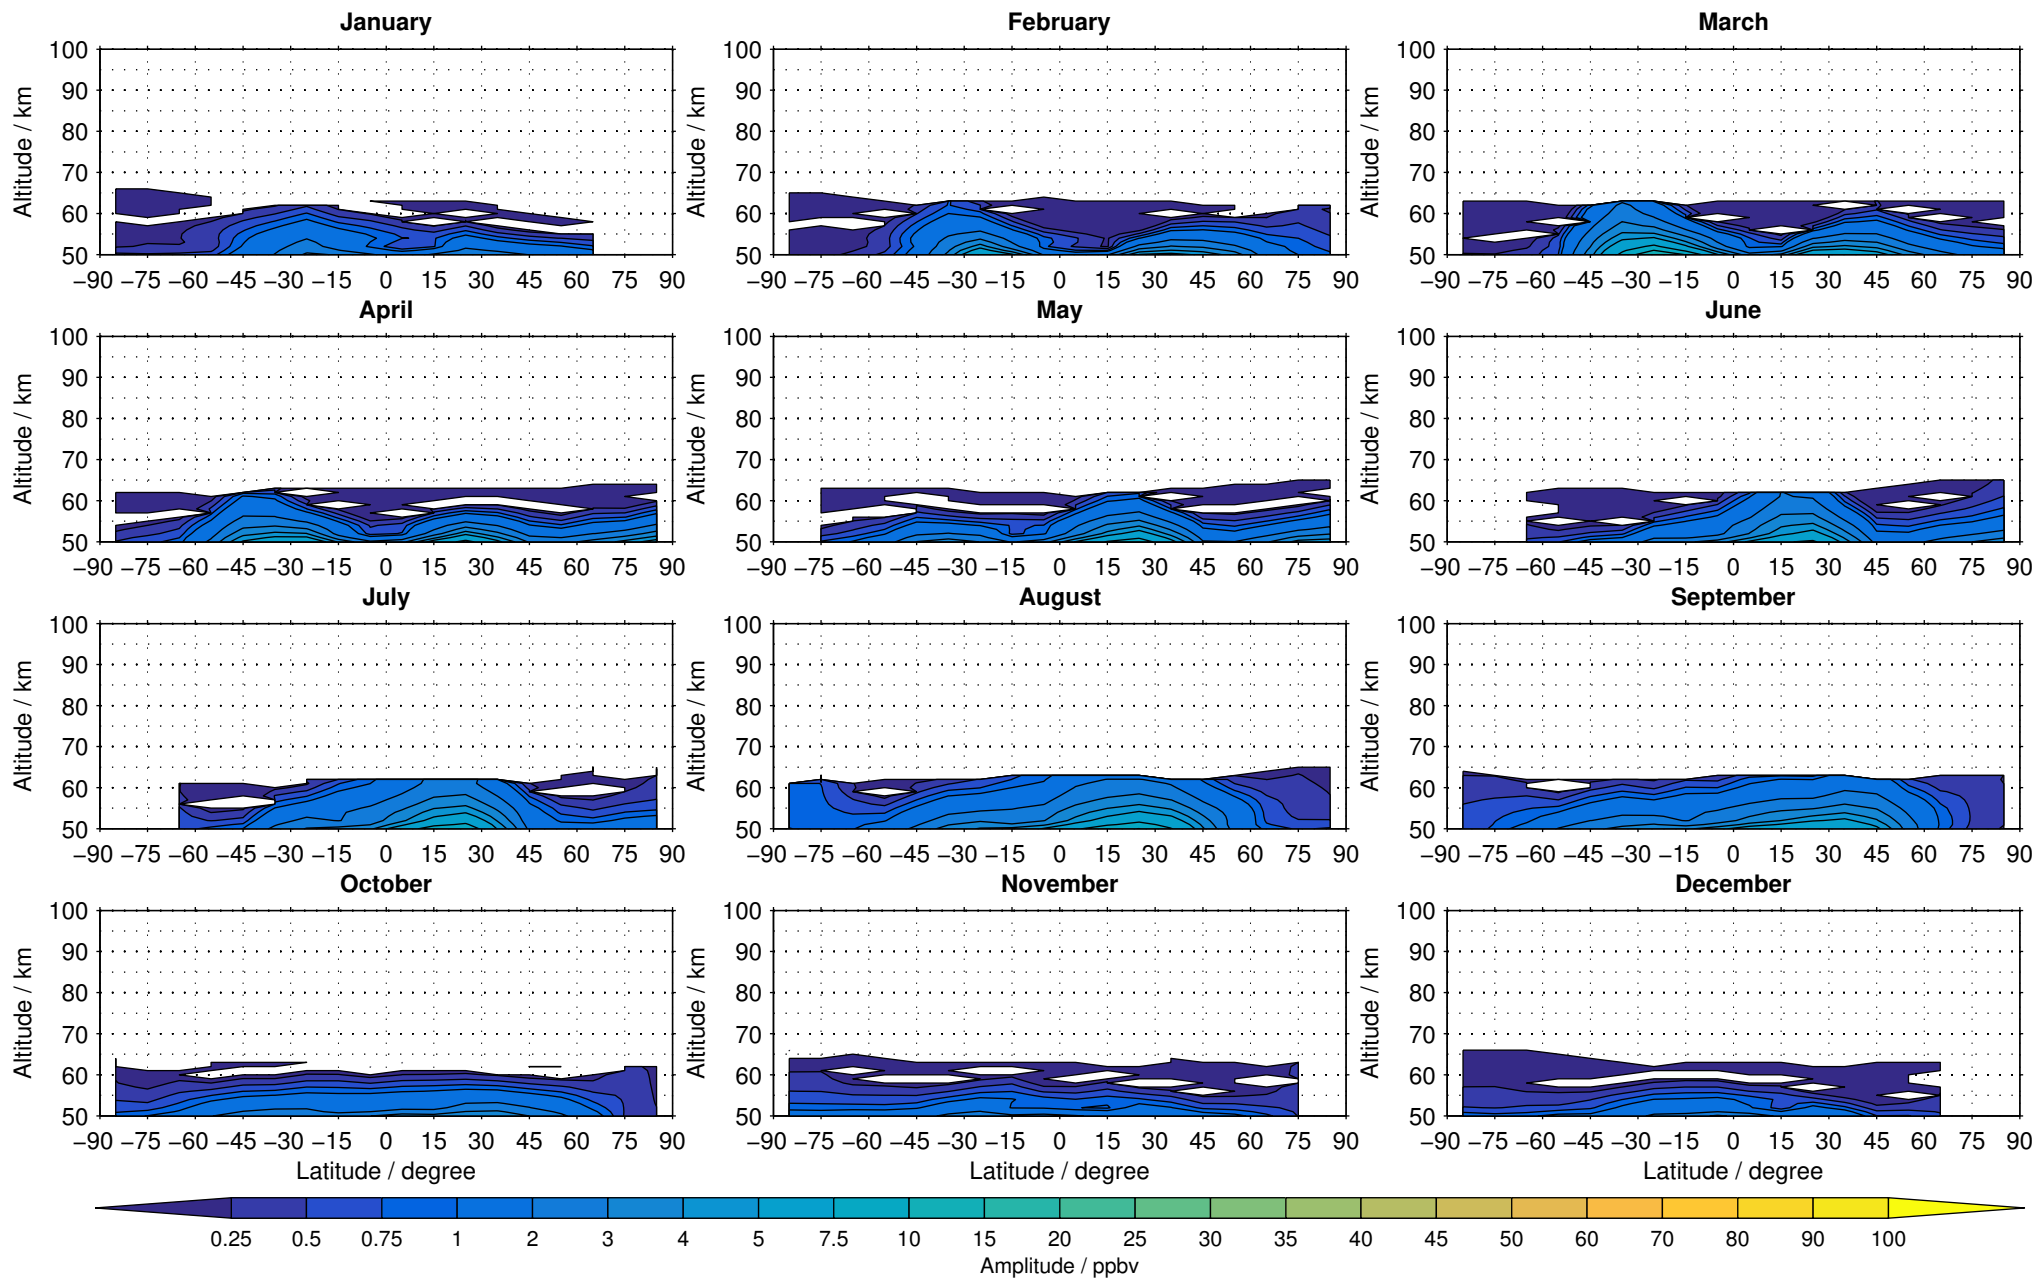 January February March
100 100 100
90 90 90
80 80 80
70 70 70
60 60 60
50 50 50
Altitude / km Altitude / km Altitude / km
−90 −75 −60 −45 −30 −15 0 15 30 45 60 75 90 −90 −75 −60 −45 −30 −15 0 15 30 45 60 75 90 −90 −75 −60 −45 −30 −15 0 15 30 45 60 75 90
April May June
100 100 100
90 90 90
80 80 80
70 70 70
60 60 60
50 50 50
Altitude / km Altitude / km Altitude / km
−90 −75 −60 −45 −30 −15 0 15 30 45 60 75 90 −90 −75 −60 −45 −30 −15 0 15 30 45 60 75 90 −90 −75 −60 −45 −30 −15 0 15 30 45 60 75 90
July August September
100 100 100
90 90 90
80 80 80
70 70 70
60 60 60
50 50 50
Altitude / km Altitude / km Altitude / km
−90 −75 −60 −45 −30 −15 0 15 30 45 60 75 90 −90 −75 −60 −45 −30 −15 0 15 30 45 60 75 90 −90 −75 −60 −45 −30 −15 0 15 30 45 60 75 90
October November December
100 100 100
90 90 90
80 80 80
70 70 70
60 60 60
50 50 50
Altitude / km Altitude / km Altitude / km
−90 −75 −60 −45 −30 −15 0 15 30 45 60 75 90 −90 −75 −60 −45 −30 −15 0 15 30 45 60 75 90 −90 −75 −60 −45 −30 −15 0 15 30 45 60 75 90
Latitude / degree Latitude / degree Latitude / degree
0.25 0.5 0.75 1 2 3 4 5 7.5 10 15 20 25 30 35 40 45 50 60 70 80 90 100
Amplitude / ppbv